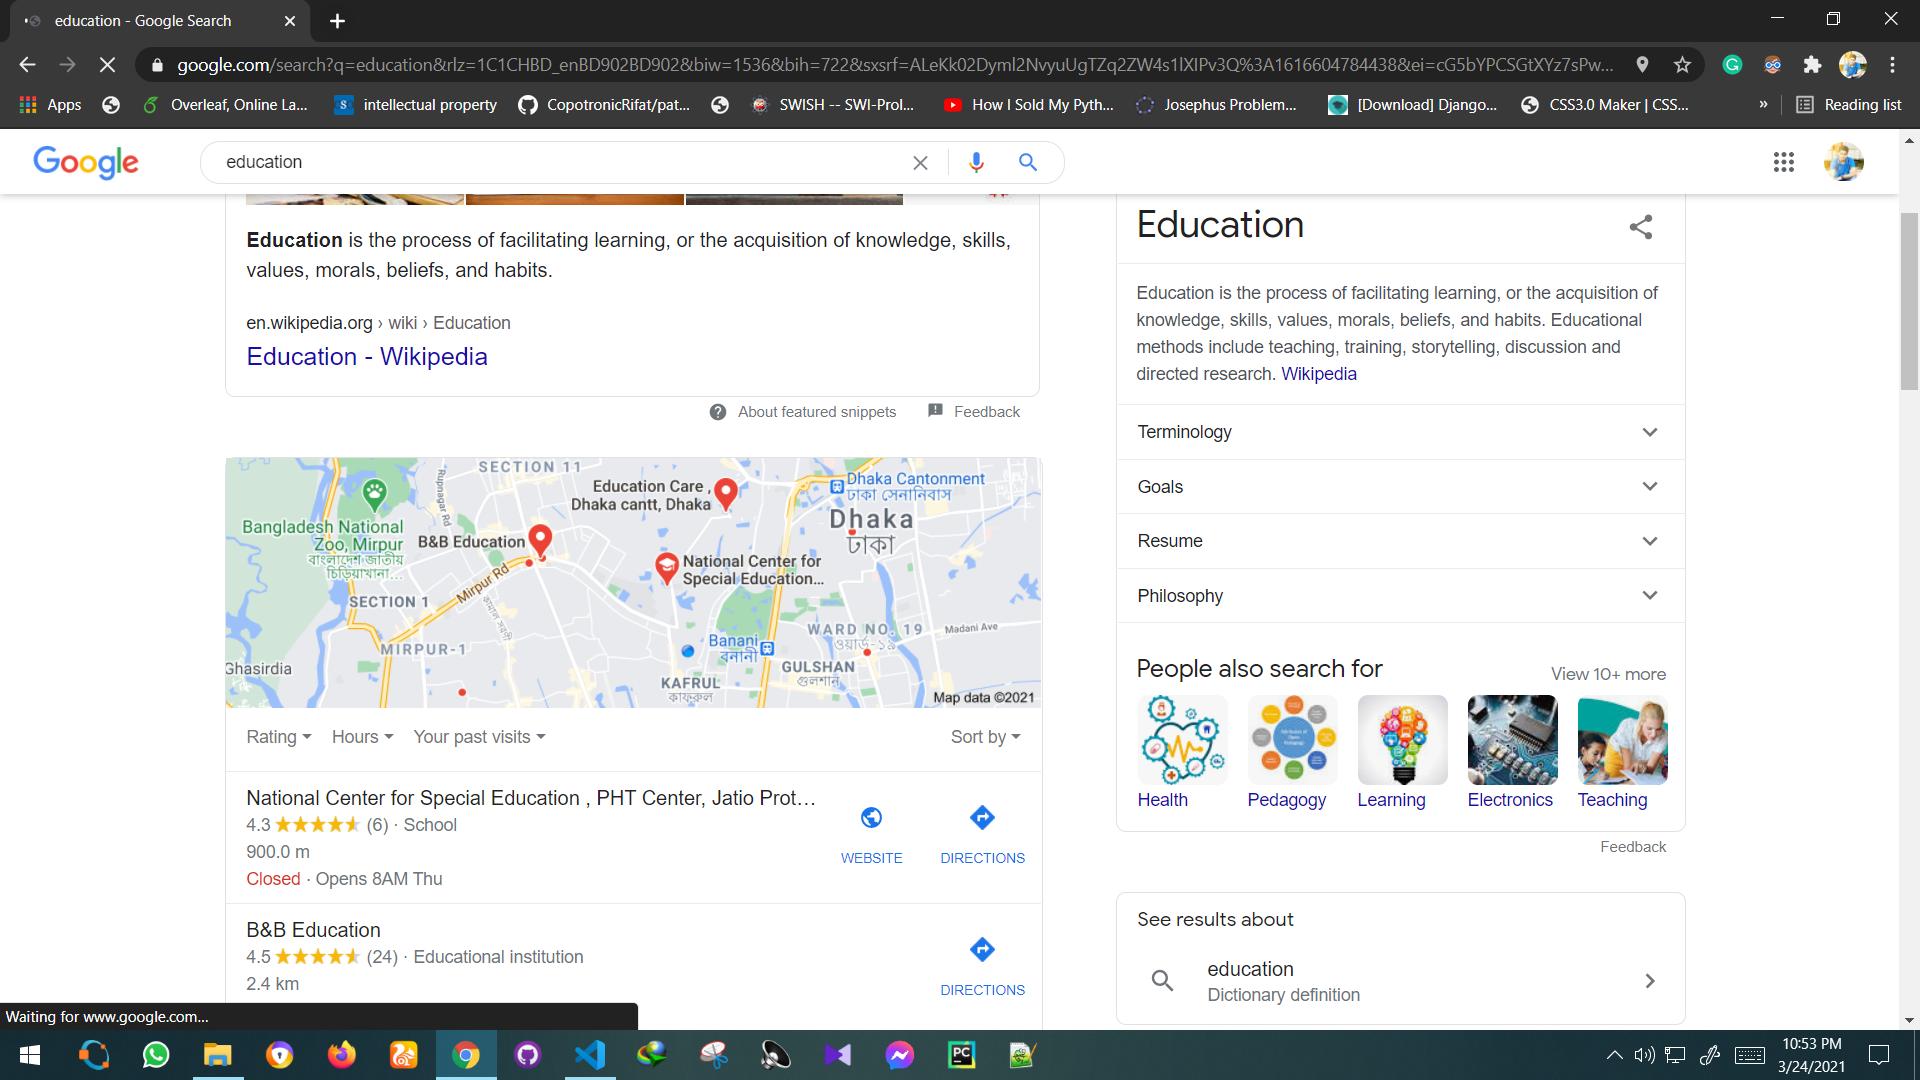 education - Google Search
google.com/search?q=education&rlz=1C1CHBD_enBD902BD902&biw=1536&bih=722&sxsrf=ALeKk02Dyml2NvyuUgTZq2ZW4s1lXIPv3Q%3A1616604784438&ei=cG5bYPCSGtXYz7sPw...
Apps
Overleaf, Online La...
intellectual property
CopotronicRifat/pat...
SWISH -- SWI-Prol...
How I Sold My Pyth...
Josephus Problem...
[Download] Django...
CSS3.0 Maker | CSS...
»
Reading list
Google
education
Education is the process of facilitating learning, or the acquisition of knowledge, skills,
values, morals, beliefs, and habits.
en.wikipedia.org › wiki › Education
Education - Wikipedia
About featured snippets
Feedback
SECTION 11
Rupnagar Rd
Education Care ,
Dhaka cantt, Dhaka
Dhaka Cantonment
ঢাকা সেনানিবাস
Bangladesh National
Zoo, Mirpur
বাংলাদেশ জাতীয়
চিড়িয়াখানা...
B&B Education
Dhaka
ঢাকা
National Center for
Special Education...
Mirpur Rd
SECTION 1
WARD NO. 19
ওয়ার্ড-১৯
Madani Ave
MIRPUR-1
Banani
বনানী
GULSHAN
গুলশান
Ghasirdia
KAFRUL
কাফরুল
Map data ©2021
Rating
Hours
Your past visits
Sort by
National Center for Special Education , PHT Center, Jatio Prot...
4.3 (6) · School
900.0 m
Closed · Opens 8AM Thu
WEBSITE
DIRECTIONS
B&B Education
4.5 (24) · Educational institution
2.4 km
DIRECTIONS
Education
Education is the process of facilitating learning, or the acquisition of
knowledge, skills, values, morals, beliefs, and habits. Educational
methods include teaching, training, storytelling, discussion and
directed research. Wikipedia
Terminology
Goals
Resume
Philosophy
People also search for
View 10+ more
Health
Pedagogy
Learning
Electronics
Teaching
Feedback
See results about
education
Dictionary definition
Waiting for www.google.com...
PC
10:53 PM
3/24/2021